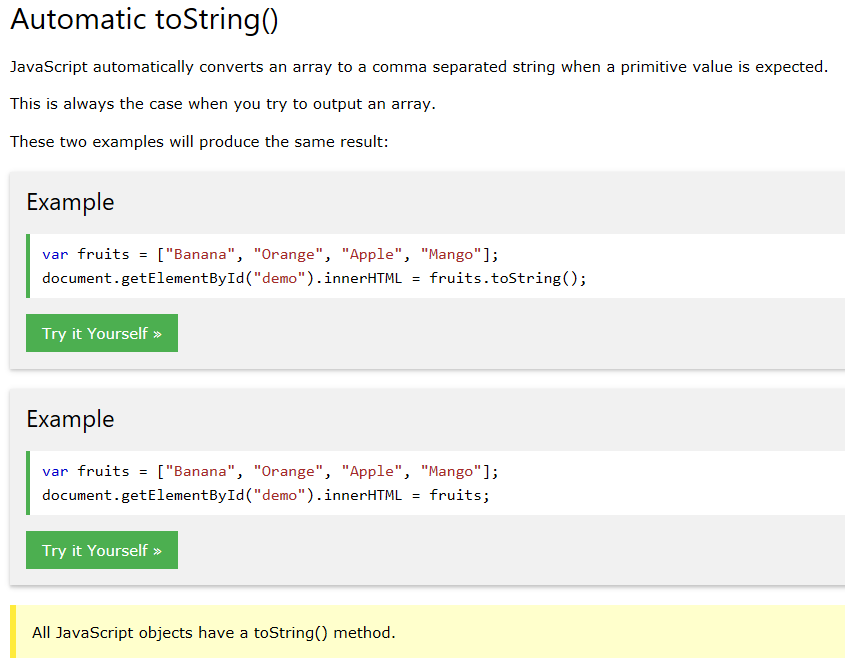 Automatic toString()
JavaScript automatically converts an array to a comma separated string when a primitive value is expected.
This is always the case when you try to output an array.
These two examples will produce the same result:
Example
var fruits = ["Banana", "Orange", "Apple", "Mango"];
document.getElementById("demo").innerHTML = fruits.toString();
Try it Yourself »
Example
var fruits = ["Banana", "Orange", "Apple", "Mango"];
document.getElementById("demo").innerHTML = fruits;
Try it Yourself »
All JavaScript objects have a toString() method.